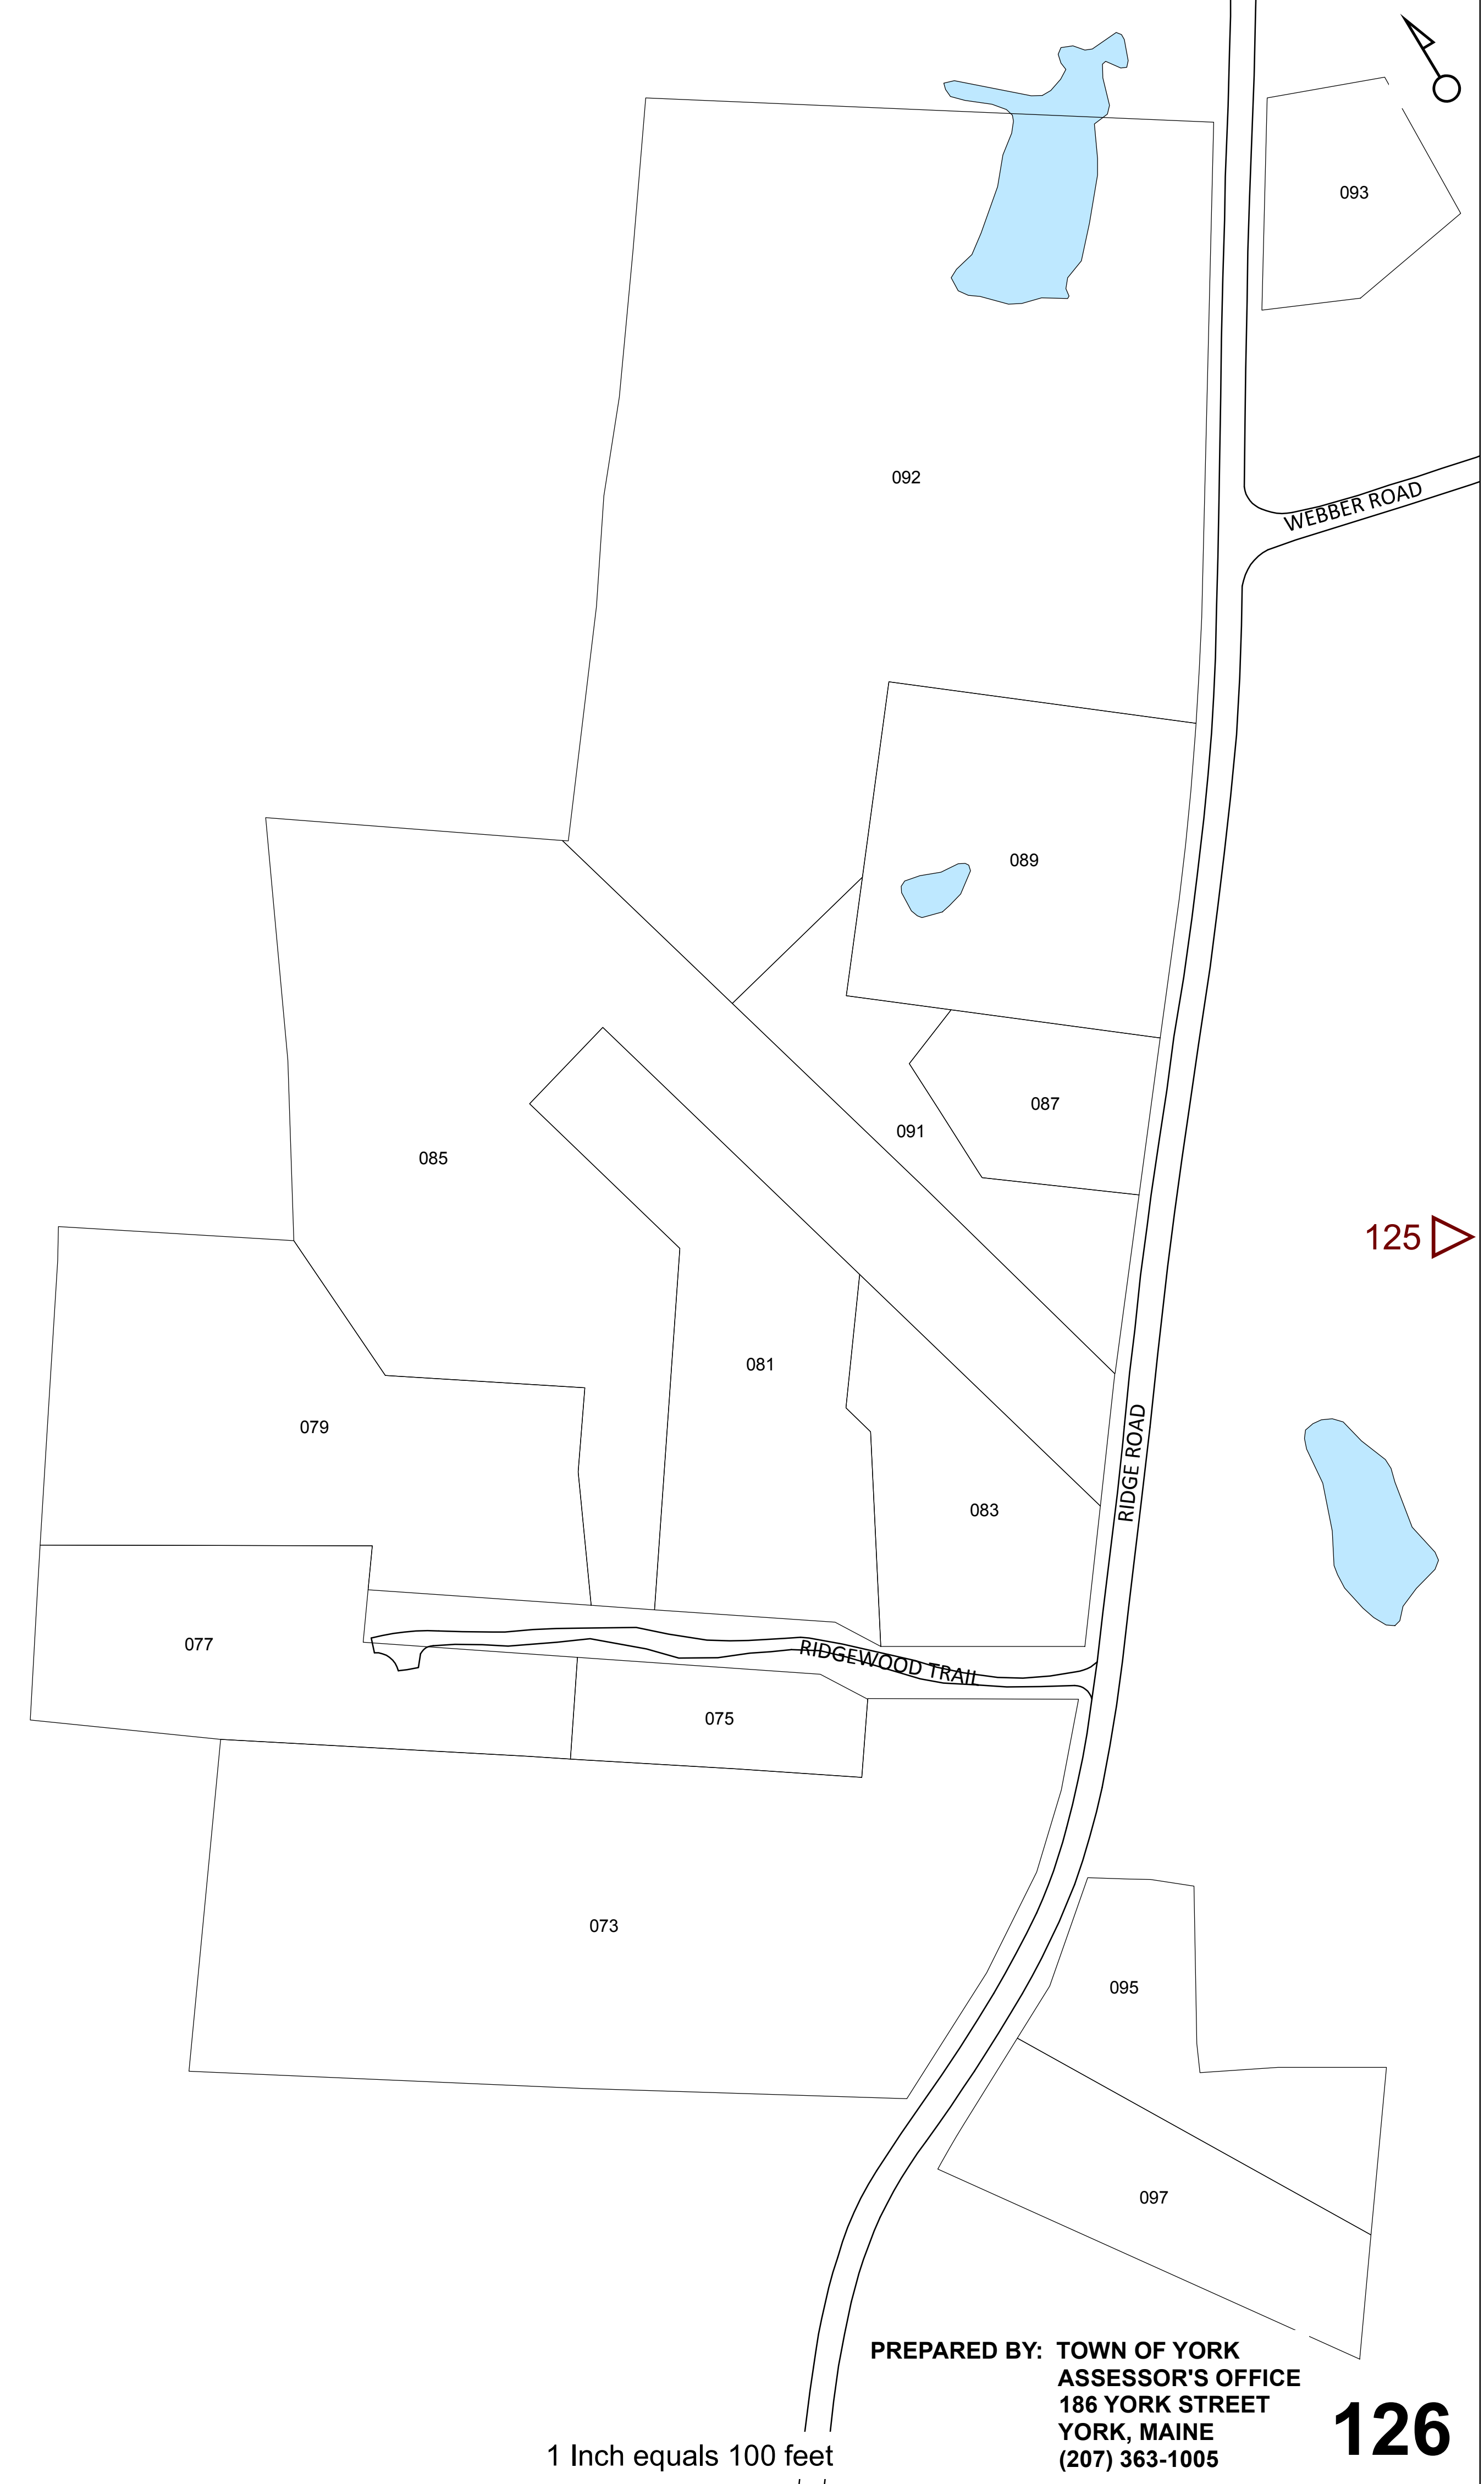 093
092
WEBBER ROAD
089
087
091
085
125
081
079
RIDGE ROAD
083
077
RIDGEWOOD TRAIL
075
073
095
097
PREPARED BY: TOWN OF YORK
ASSESSOR'S OFFICE
186 YORK STREET
YORK, MAINE
(207) 363-1005
126
1 Inch equals 100 feet